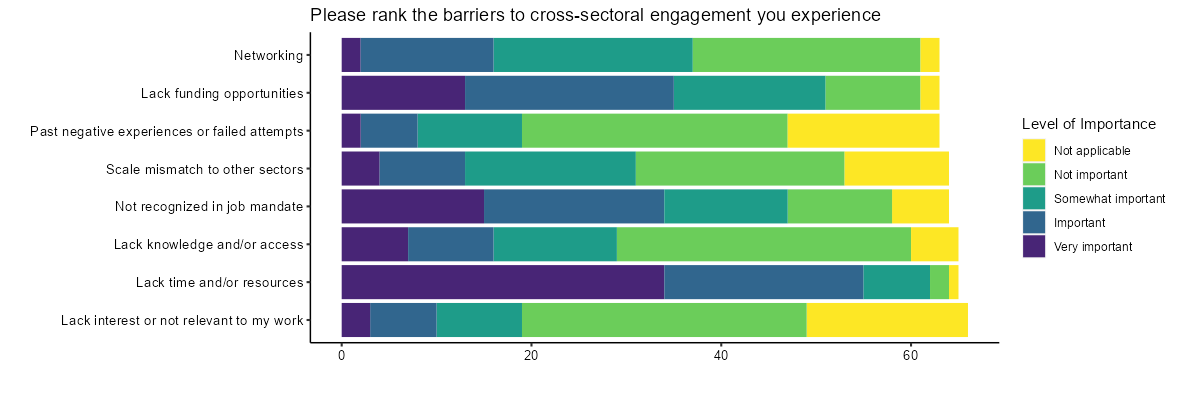 Please rank the barriers to cross-sectoral engagement you experience
Networking
Lack funding opportunities
Past negative experiences or failed attempts
Scale mismatch to other sectors
Not recognized in job mandate
Lack knowledge and/or access
Lack time and/or resources
Lack interest or not relevant to my work
0 20 40 60
Level of Importance
Not applicable
Not important
Somewhat important
Important
Very important